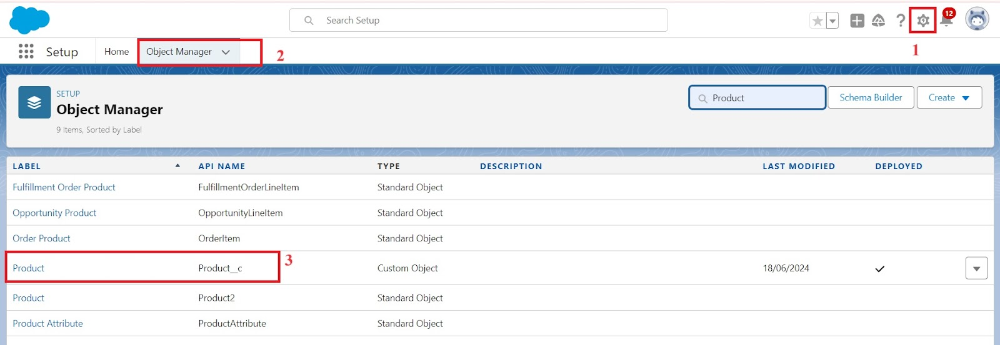 Search Setup
12
1
Setup Home Object Manager 2
SETUP
Object Manager
9 Items, Sorted by Label
Product Schema Builder Create
LABEL API NAME TYPE DESCRIPTION LAST MODIFIED DEPLOYED
Fulfillment Order Product FulfillmentOrderLineItem Standard Object
Opportunity Product OpportunityLineItem Standard Object
Order Product OrderItem Standard Object
3
Product Product__c Custom Object 18/06/2024
Product Product2 Standard Object
Product Attribute ProductAttribute Standard Object